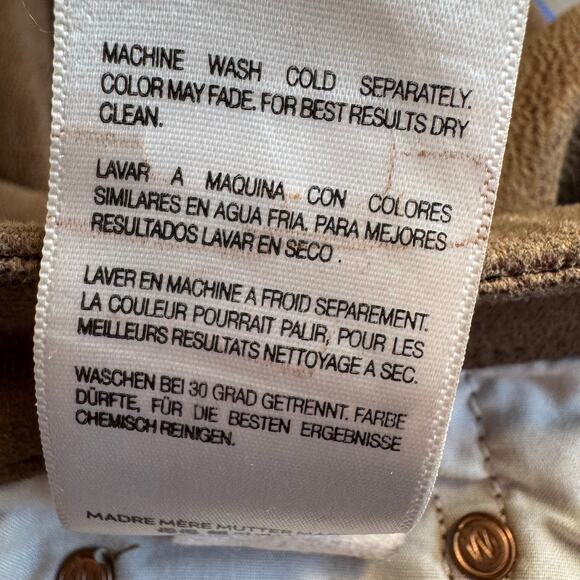 MACHINE WASH COLD SEPARATELY.
COLOR MAY FADE. FOR BEST RESULTS DRY
CLEAN.
LAVAR A MAQUINA CON COLORES
SIMILARES EN AGUA FRIA. PARA MEJORES
RESULTADOS LAVAR EN SECO .
LAVER EN MACHINE A FROID SEPAREMENT.
LA COULEUR POURRAIT PALIR, POUR LES
MEILLEURS RESULTATS NETTOYAGE A SEC.
WASCHEN BEI 30 GRAD GETRENNT. FARBE
DÜRFTE, FÜR DIE BESTEN ERGEBNISSE
CHEMISCH REINIGEN.
MADRE MÈRE MUTTER
M
M